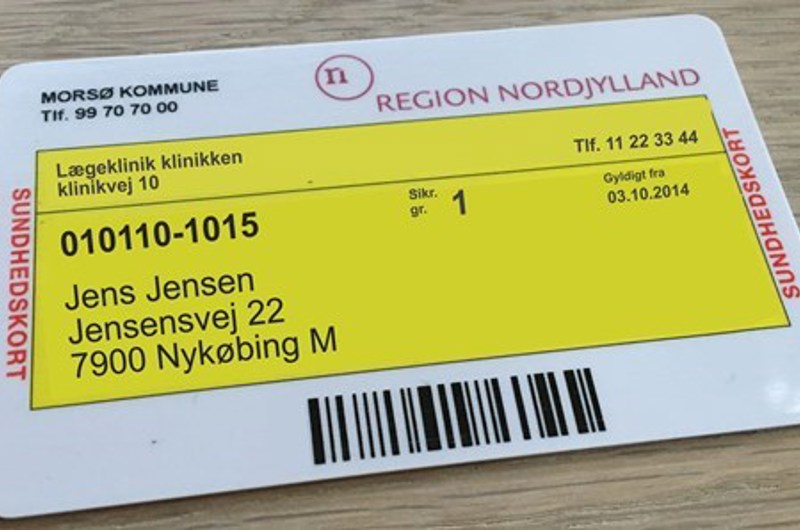 MORSØ KOMMUNE
Tlf. 99 70 70 00
n
REGION NORDJYLLAND
Lægeklinik klinikken
klinikvej 10
Tlf. 11 22 33 44
010110-1015
Sikr.
gr. 1
Gyldigt fra
03.10.2014
Jens Jensen
Jensensvej 22
7900 Nykøbing M
SUNDHEDSKORT
SUNDHEDSKORT